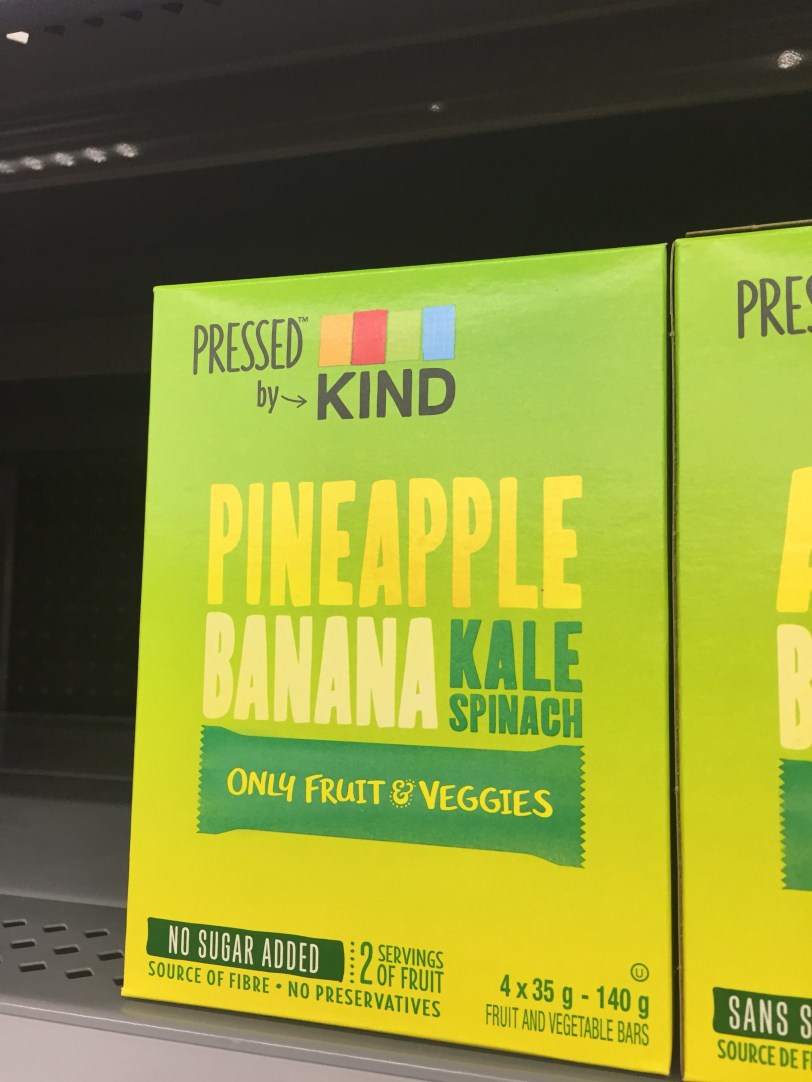 PRESSED™
by→ KIND
PINEAPPLE
BANANA KALE
SPINACH
ONLY FRUIT & VEGGIES
NO SUGAR ADDED
SOURCE OF FIBRE • NO PRESERVATIVES
2 SERVINGS
OF FRUIT
U
4 x 35 g - 140 g
FRUIT AND VEGETABLE BARS
PRES
B
SANS S
SOURCE DE F